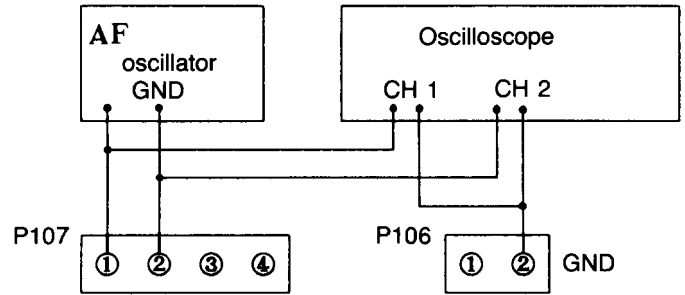 AF
oscillator
GND
Oscilloscope
CH 1 CH 2
P107
① ② ③ ④
P106
① ② GND